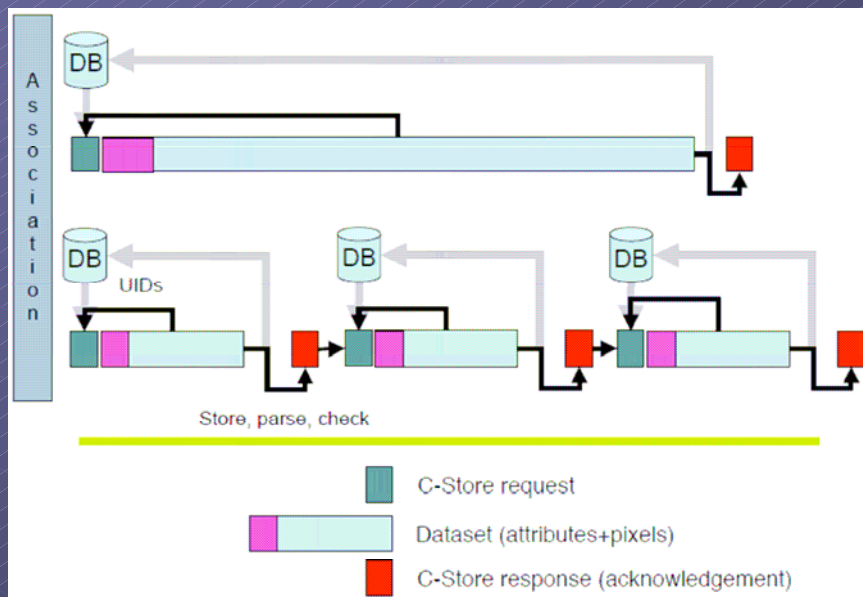 Association
DB
DB
DB
DB
UIDs
Store, parse, check
C-Store request
Dataset (attributes+pixels)
C-Store response (acknowledgement)